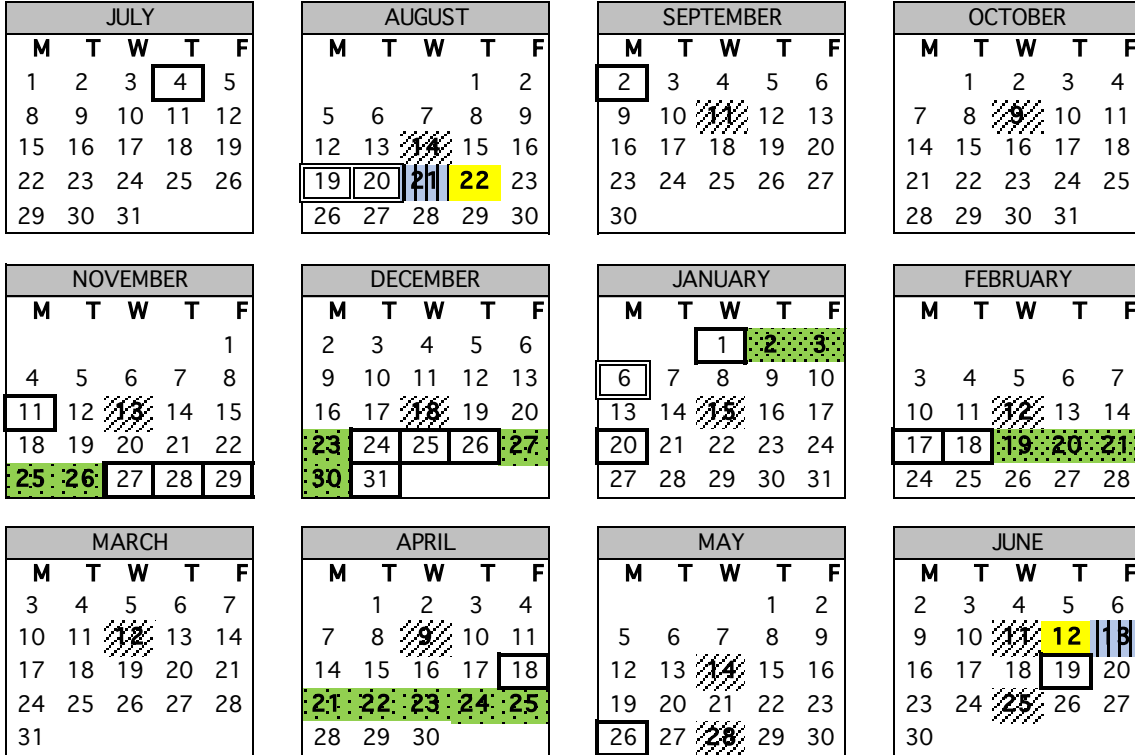 JULY
M T W T F
1 2 3 4 5
8 9 10 11 12
15 16 17 18 19
22 23 24 25 26
29 30 31
AUGUST
M T W T F
1 2
5 6 7 8 9
12 13 14 15 16
19 20 21 22 23
26 27 28 29 30
SEPTEMBER
M T W T F
2 3 4 5 6
9 10 11 12 13
16 17 18 19 20
23 24 25 26 27
30
OCTOBER
M T W T F
1 2 3 4
7 8 9 10 11
14 15 16 17 18
21 22 23 24 25
28 29 30 31
NOVEMBER
M T W T F
1
4 5 6 7 8
11 12 13 14 15
18 19 20 21 22
25 26 27 28 29
DECEMBER
M T W T F
2 3 4 5 6
9 10 11 12 13
16 17 18 19 20
23 24 25 26 27
30 31
JANUARY
M T W T F
1 2 3
6 7 8 9 10
13 14 15 16 17
20 21 22 23 24
27 28 29 30 31
FEBRUARY
M T W T F
3 4 5 6 7
10 11 12 13 14
17 18 19 20 21
24 25 26 27 28
MARCH
M T W T F
3 4 5 6 7
10 11 12 13 14
17 18 19 20 21
24 25 26 27 28
31
APRIL
M T W T F
1 2 3 4
7 8 9 10 11
14 15 16 17 18
21 22 23 24 25
28 29 30
MAY
M T W T F
1 2
5 6 7 8 9
12 13 14 15 16
19 20 21 22 23
26 27 28 29 30
JUNE
M T W T F
2 3 4 5 6
9 10 11 12 13
16 17 18 19 20
23 24 25 26 27
30